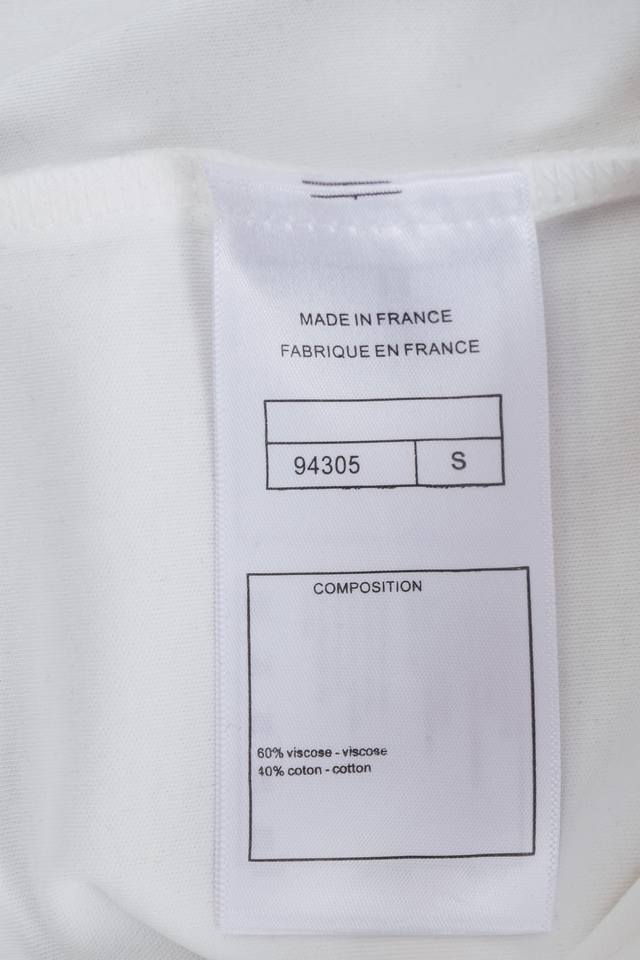 MADE IN FRANCE
FABRIQUE EN FRANCE
94305 S
COMPOSITION
60% viscose - viscose
40% coton - cotton